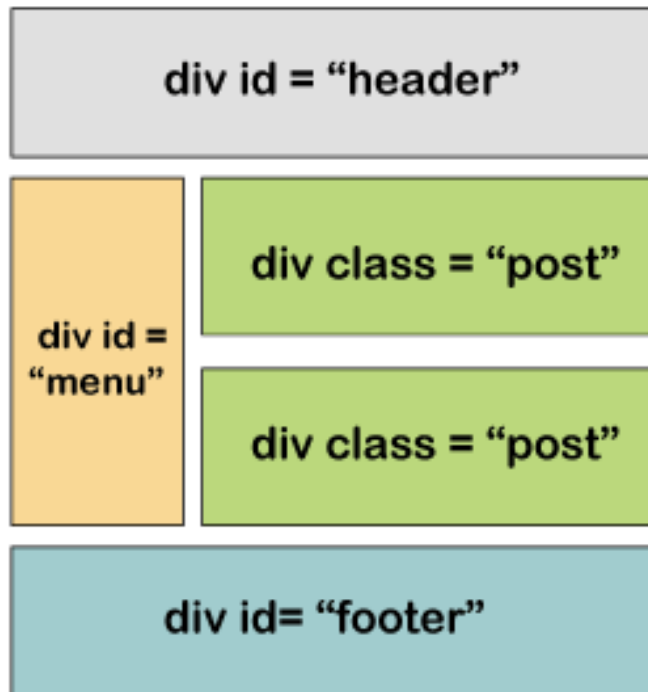 div id = “header”
div class = “post”
div id =
“menu”
div class = “post”
div id= “footer”